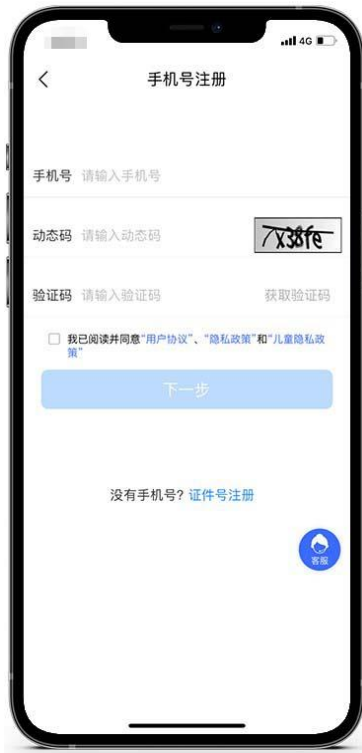 4G
手机号注册
手机号 请输入手机号
动态码 请输入动态码
验证码 请输入验证码 获取验证码
我已阅读并同意“用户协议”、“隐私政策”和“儿童隐私政
策”
下一步
没有手机号? 证件号注册
客服